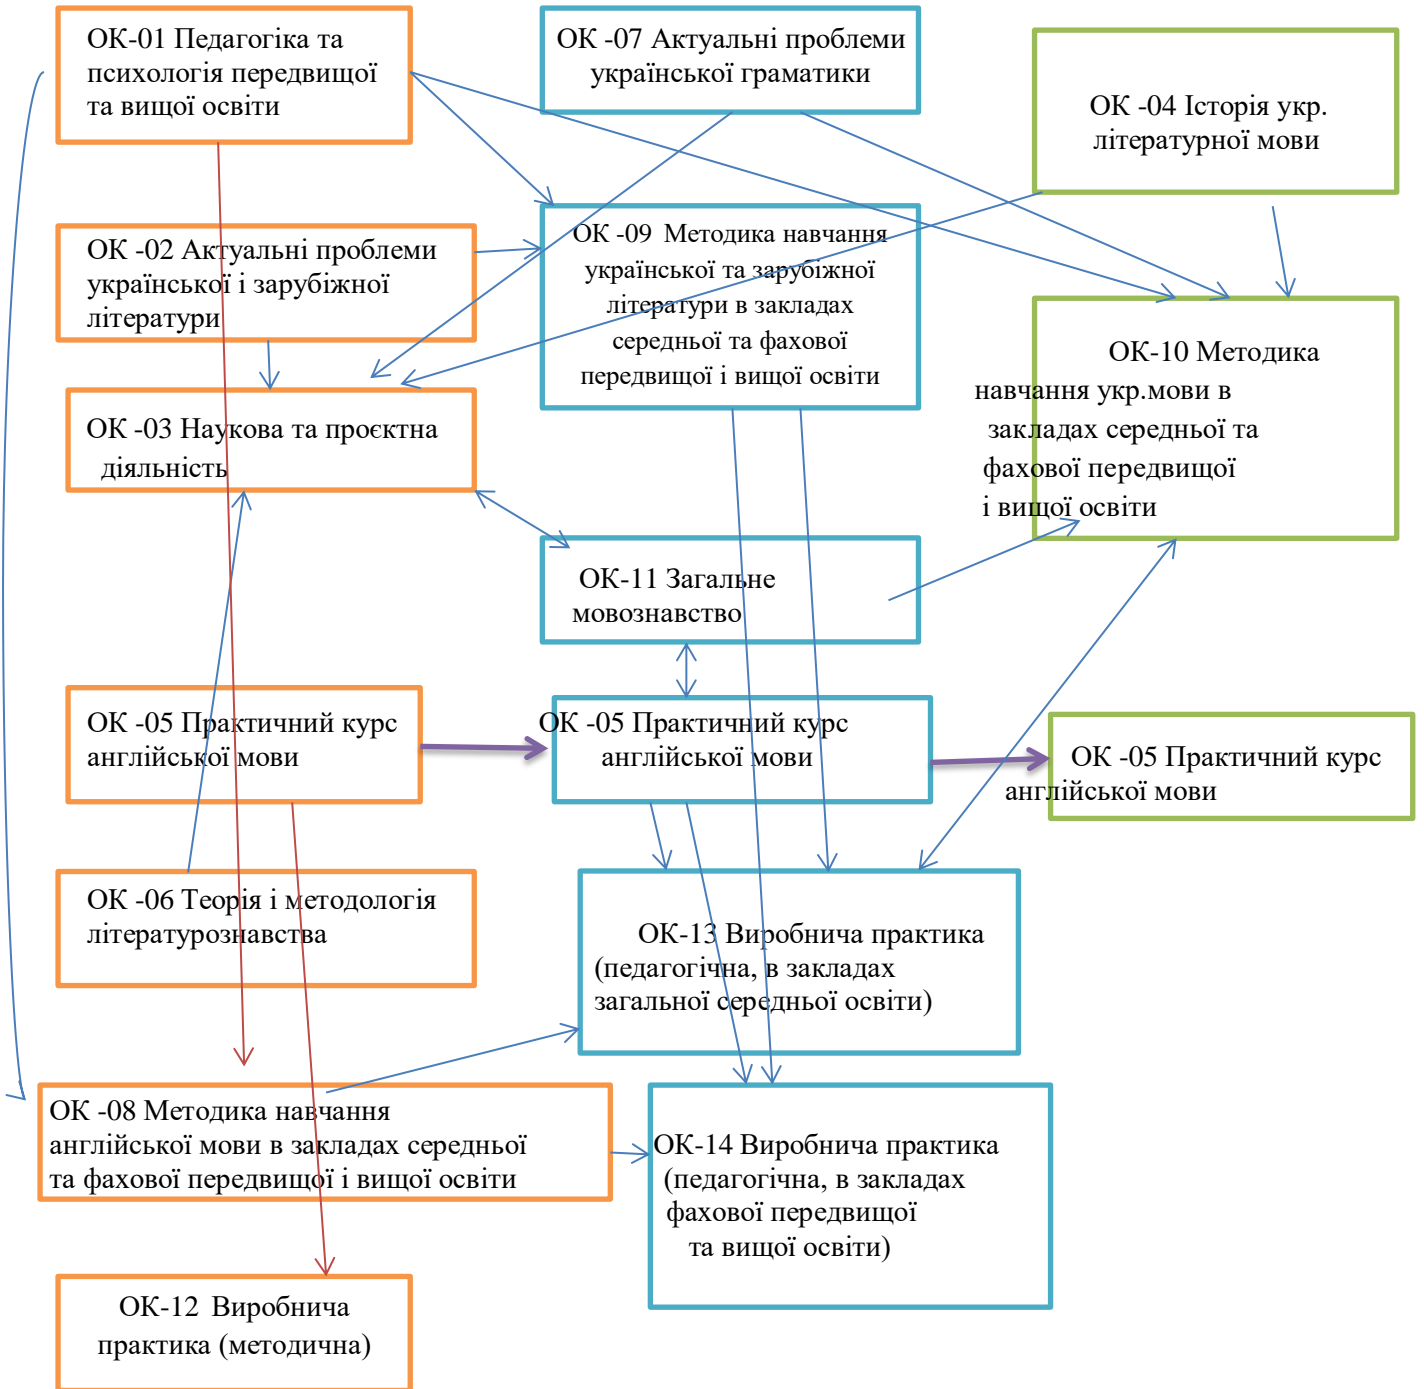 ОК-01 Педагогіка та
психологія передвищої
та вищої освіти
ОК -07 Актуальні проблеми
української граматики
ОК -04 Історія укр.
літературної мови
ОК -02 Актуальні проблеми
української і зарубіжної
літератури
ОК -09 Методика навчання
української та зарубіжної
літератури в закладах
середньої та фахової
передвищої і вищої освіти
ОК-10 Методика
навчання укр.мови в
закладах середньої та
фахової передвищої
і вищої освіти
ОК -03 Наукова та проєктна
діяльність
ОК-11 Загальне
мовознавство
ОК -05 Практичний курс
англійської мови
ОК -05 Практичний курс
англійської мови
ОК -05 Практичний курс
англійської мови
ОК -06 Теорія і методологія
літературознавства
ОК-13 Виробнича практика
(педагогічна, в закладах
загальної середньої освіти)
ОК -08 Методика навчання
англійської мови в закладах середньої
та фахової передвищої і вищої освіти
ОК-14 Виробнича практика
(педагогічна, в закладах
фахової передвищої
та вищої освіти)
ОК-12 Виробнича
практика (методична)